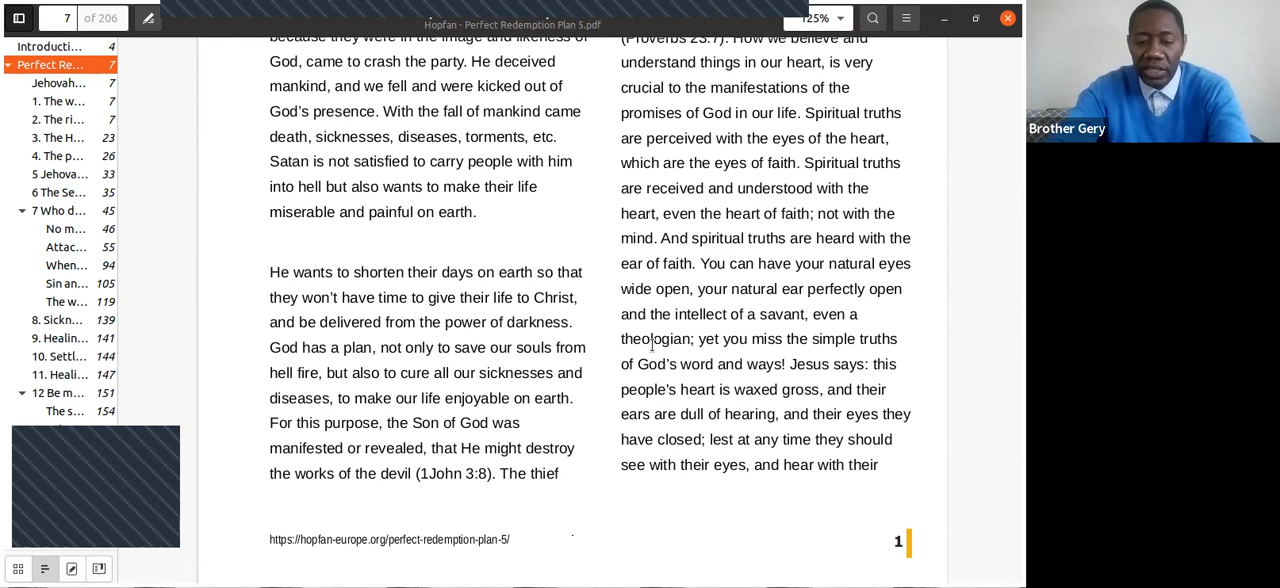 7
of 206
Hopfan - Perfect Redemption Plan 5.pdf
125%
Introducti... 4
Perfect Re... 7
Jehovah... 7
1. The w... 7
2. The ri... 7
3. The H... 23
4. The p... 26
5 Jehova... 33
6 The Se... 35
7 Who d... 45
No m... 46
Attac... 55
When... 94
Sin an... 105
The w... 119
8. Sickn... 139
9. Healin... 141
10. Settl... 144
11. Heali... 147
12 Be m... 151
The s... 154
because they were in the image and likeness of
God, came to crash the party. He deceived
mankind, and we fell and were kicked out of
God's presence. With the fall of mankind came
death, sicknesses, diseases, torments, etc.
Satan is not satisfied to carry people with him
into hell but also wants to make their life
miserable and painful on earth.
He wants to shorten their days on earth so that
they won't have time to give their life to Christ,
and be delivered from the power of darkness.
God has a plan, not only to save our souls from
hell fire, but also to cure all our sicknesses and
diseases, to make our life enjoyable on earth.
For this purpose, the Son of God was
manifested or revealed, that He might destroy
the works of the devil (1John 3:8). The thief
(Proverbs 23:7). How we believe and
understand things in our heart, is very
crucial to the manifestations of the
promises of God in our life. Spiritual truths
are perceived with the eyes of the heart,
which are the eyes of faith. Spiritual truths
are received and understood with the
heart, even the heart of faith; not with the
mind. And spiritual truths are heard with the
ear of faith. You can have your natural eyes
wide open, your natural ear perfectly open
and the intellect of a savant, even a
theologian; yet you miss the simple truths
of God's word and ways! Jesus says: this
people's heart is waxed gross, and their
ears are dull of hearing, and their eyes they
have closed; lest at any time they should
see with their eyes, and hear with their
https://hopfan-europe.org/perfect-redemption-plan-5/
1
Brother Gery